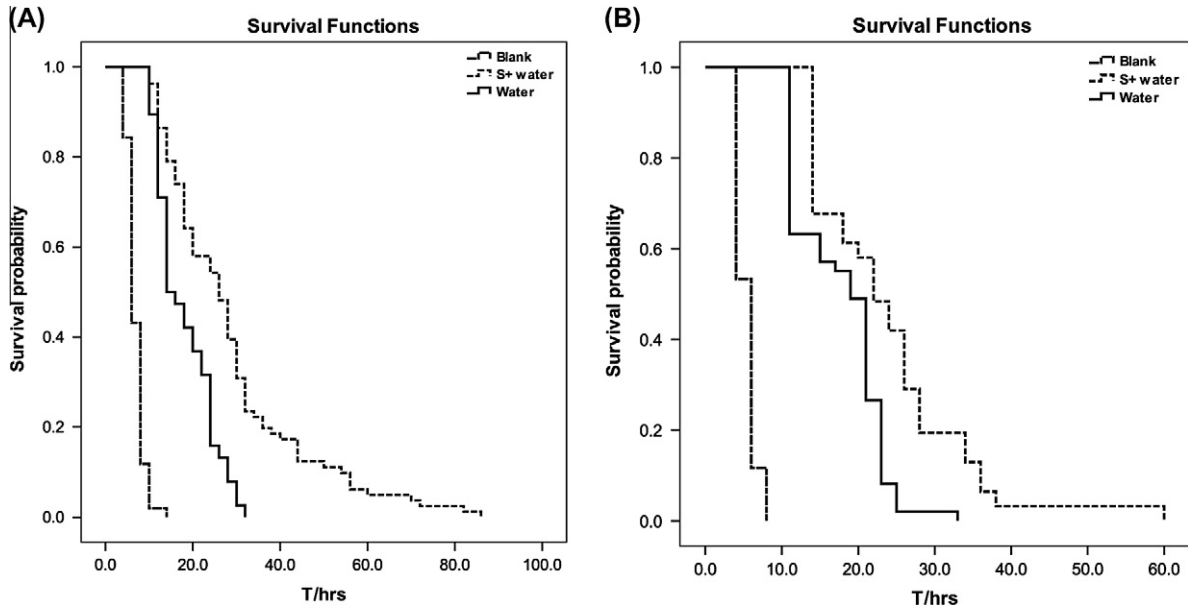 (A)
Survival Functions
Blank
S+ water
Water
1.0
0.8
0.6
0.4
0.2
0.0
Survival probability
0.0 20.0 40.0 60.0 80.0 100.0
T/hrs
(B)
Survival Functions
Blank
S+ water
Water
1.0
0.8
0.6
0.4
0.2
0.0
Survival probability
0.0 10.0 20.0 30.0 40.0 50.0 60.0
T/hrs